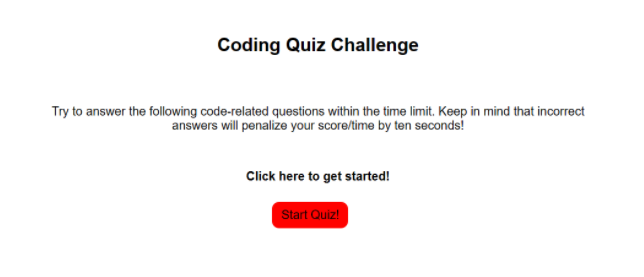 Coding Quiz Challenge
Try to answer the following code-related questions within the time limit. Keep in mind that incorrect
answers will penalize your score/time by ten seconds!
Click here to get started!
Start Quiz!